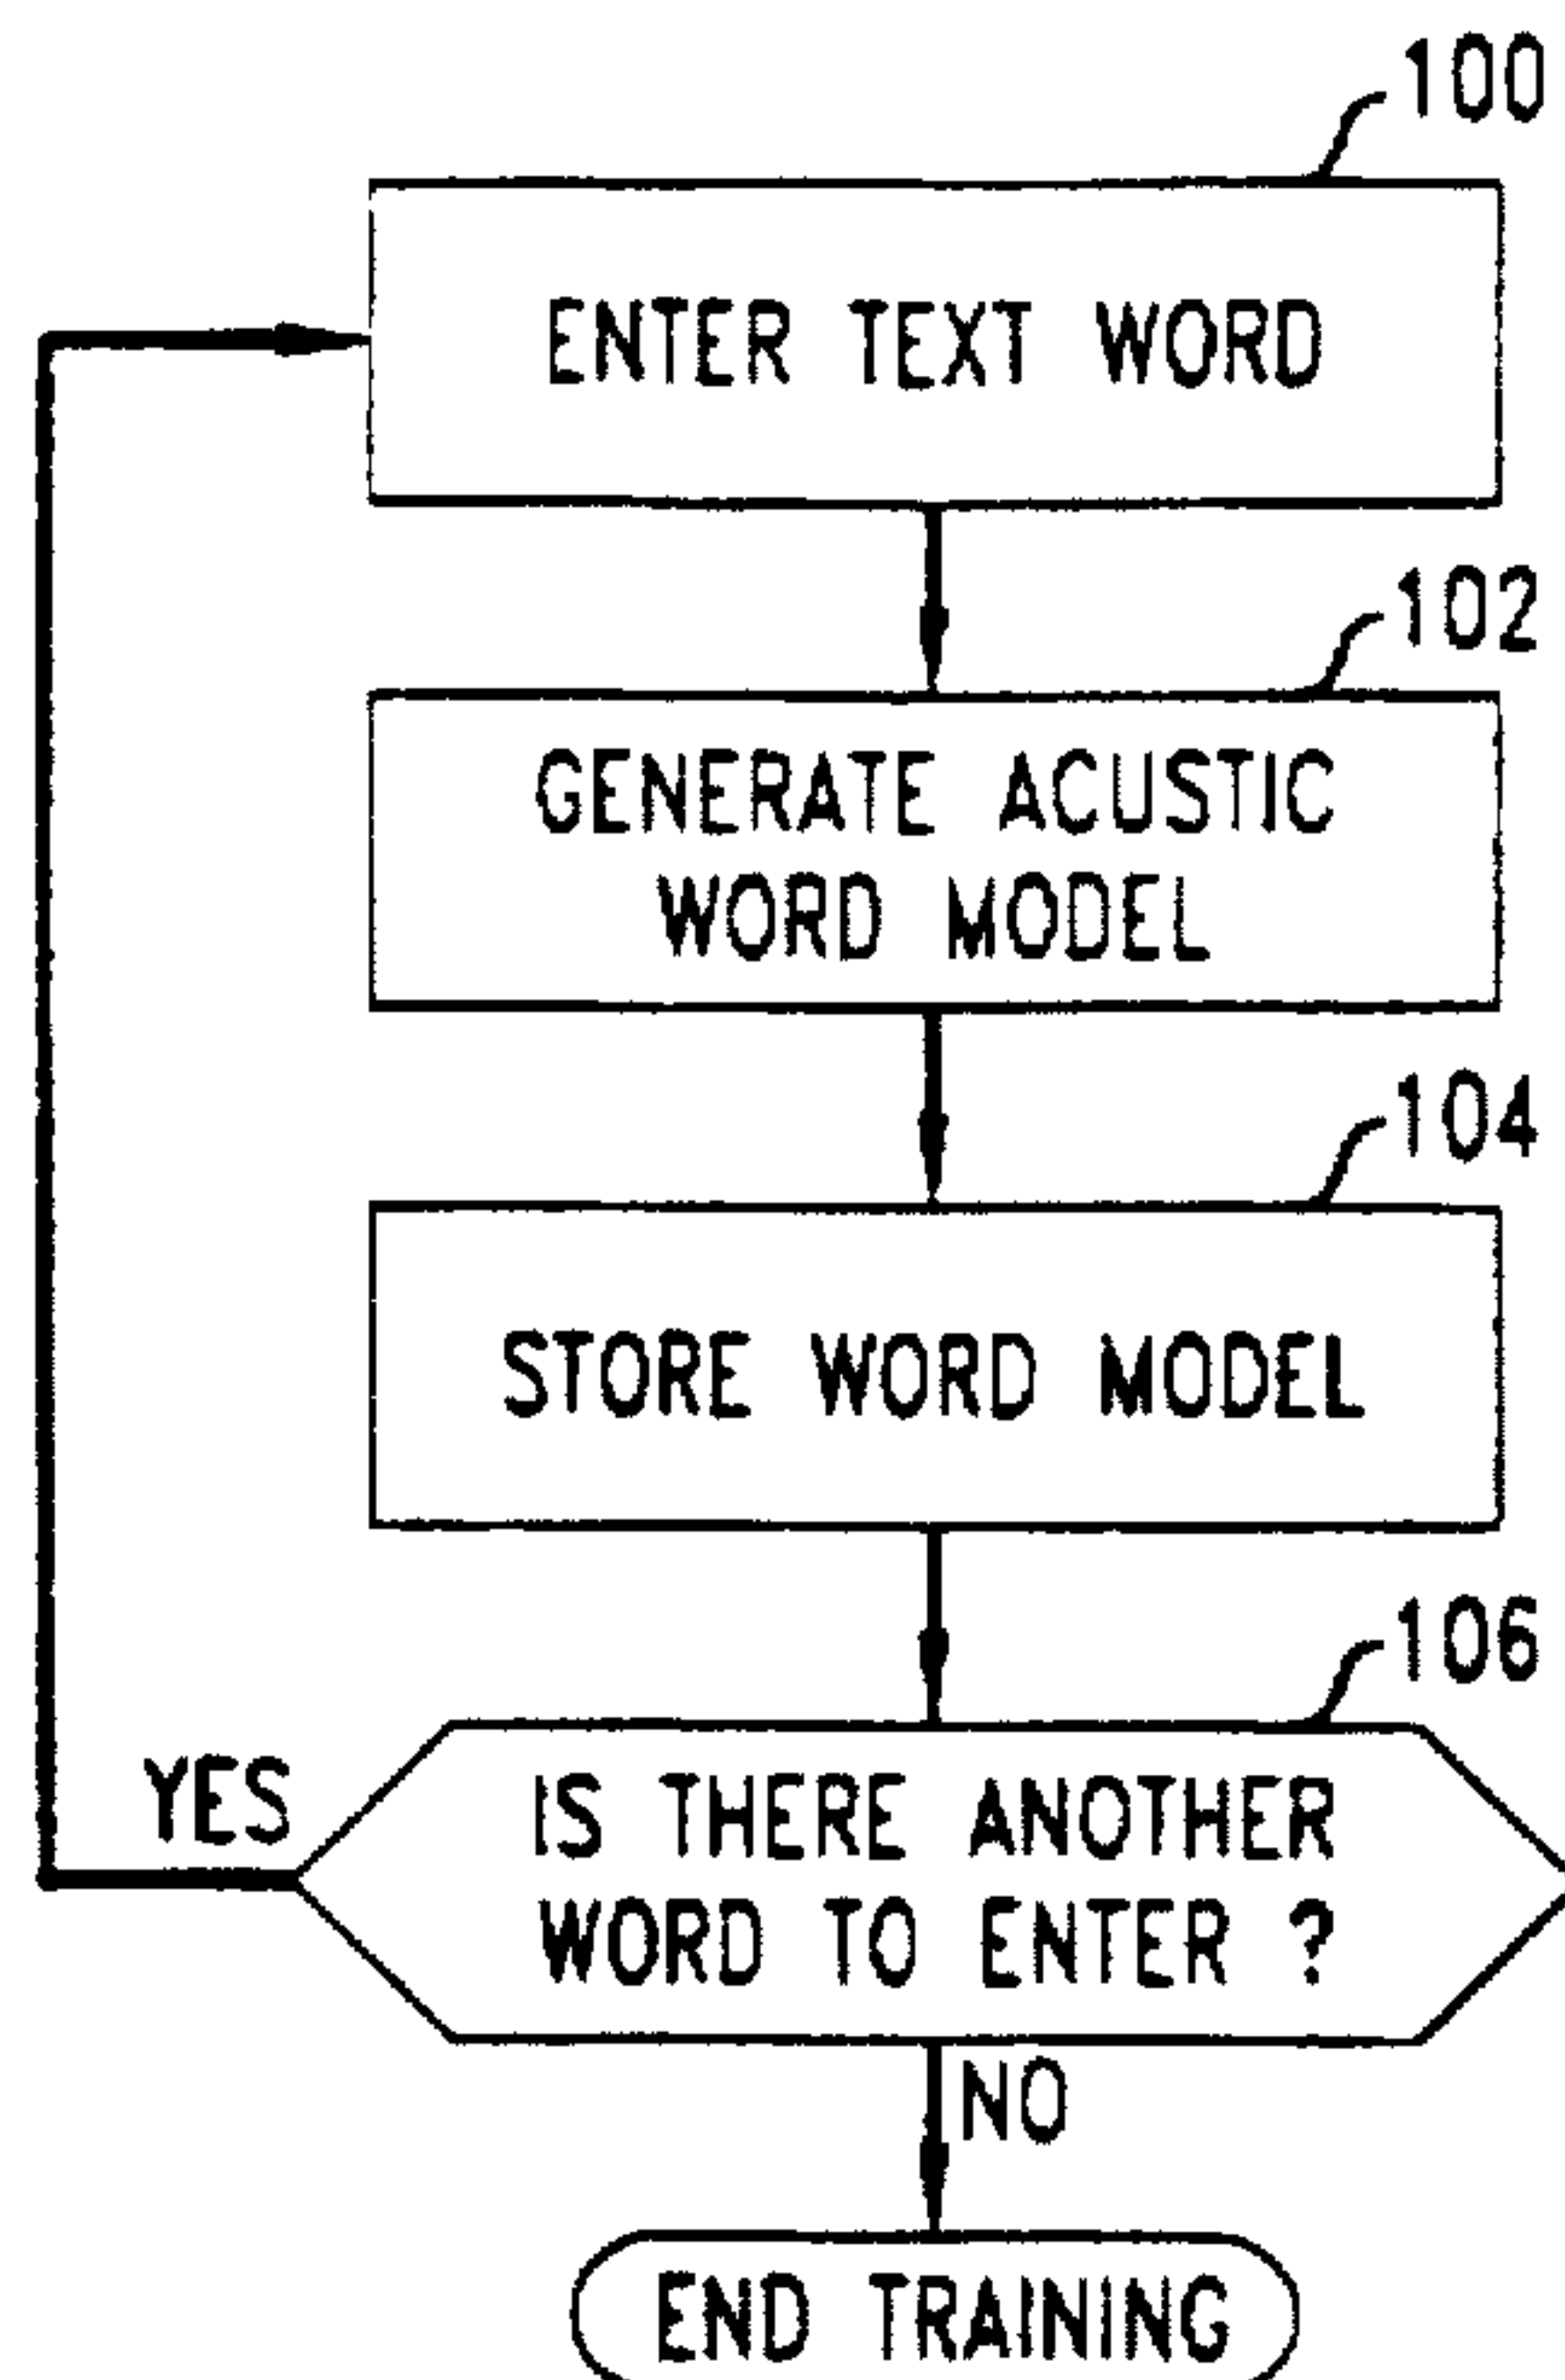 100
ENTER TEXT WORD
102
GENERATE ACUSTIC
WORD MODEL
104
STORE WORD MODEL
106
YES
IS THERE ANOTHER
WORD TO ENTER ?
NO
END TRAINING